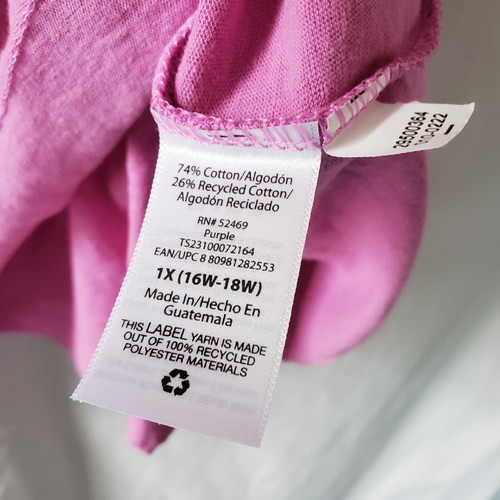 74% Cotton/Algodón
26% Recycled Cotton/
Algodón Reciclado
RN# 52469
Purple
TS23100072164
EAN/UPC 8 80981282553
1X (16W-18W)
Made In/Hecho En
Guatemala
THIS LABEL YARN IS MADE
OUT OF 100% RECYCLED
POLYESTER MATERIALS
09500364